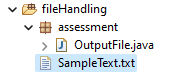 fileHandling
assessment
OutputFile.java
SampleText.txt